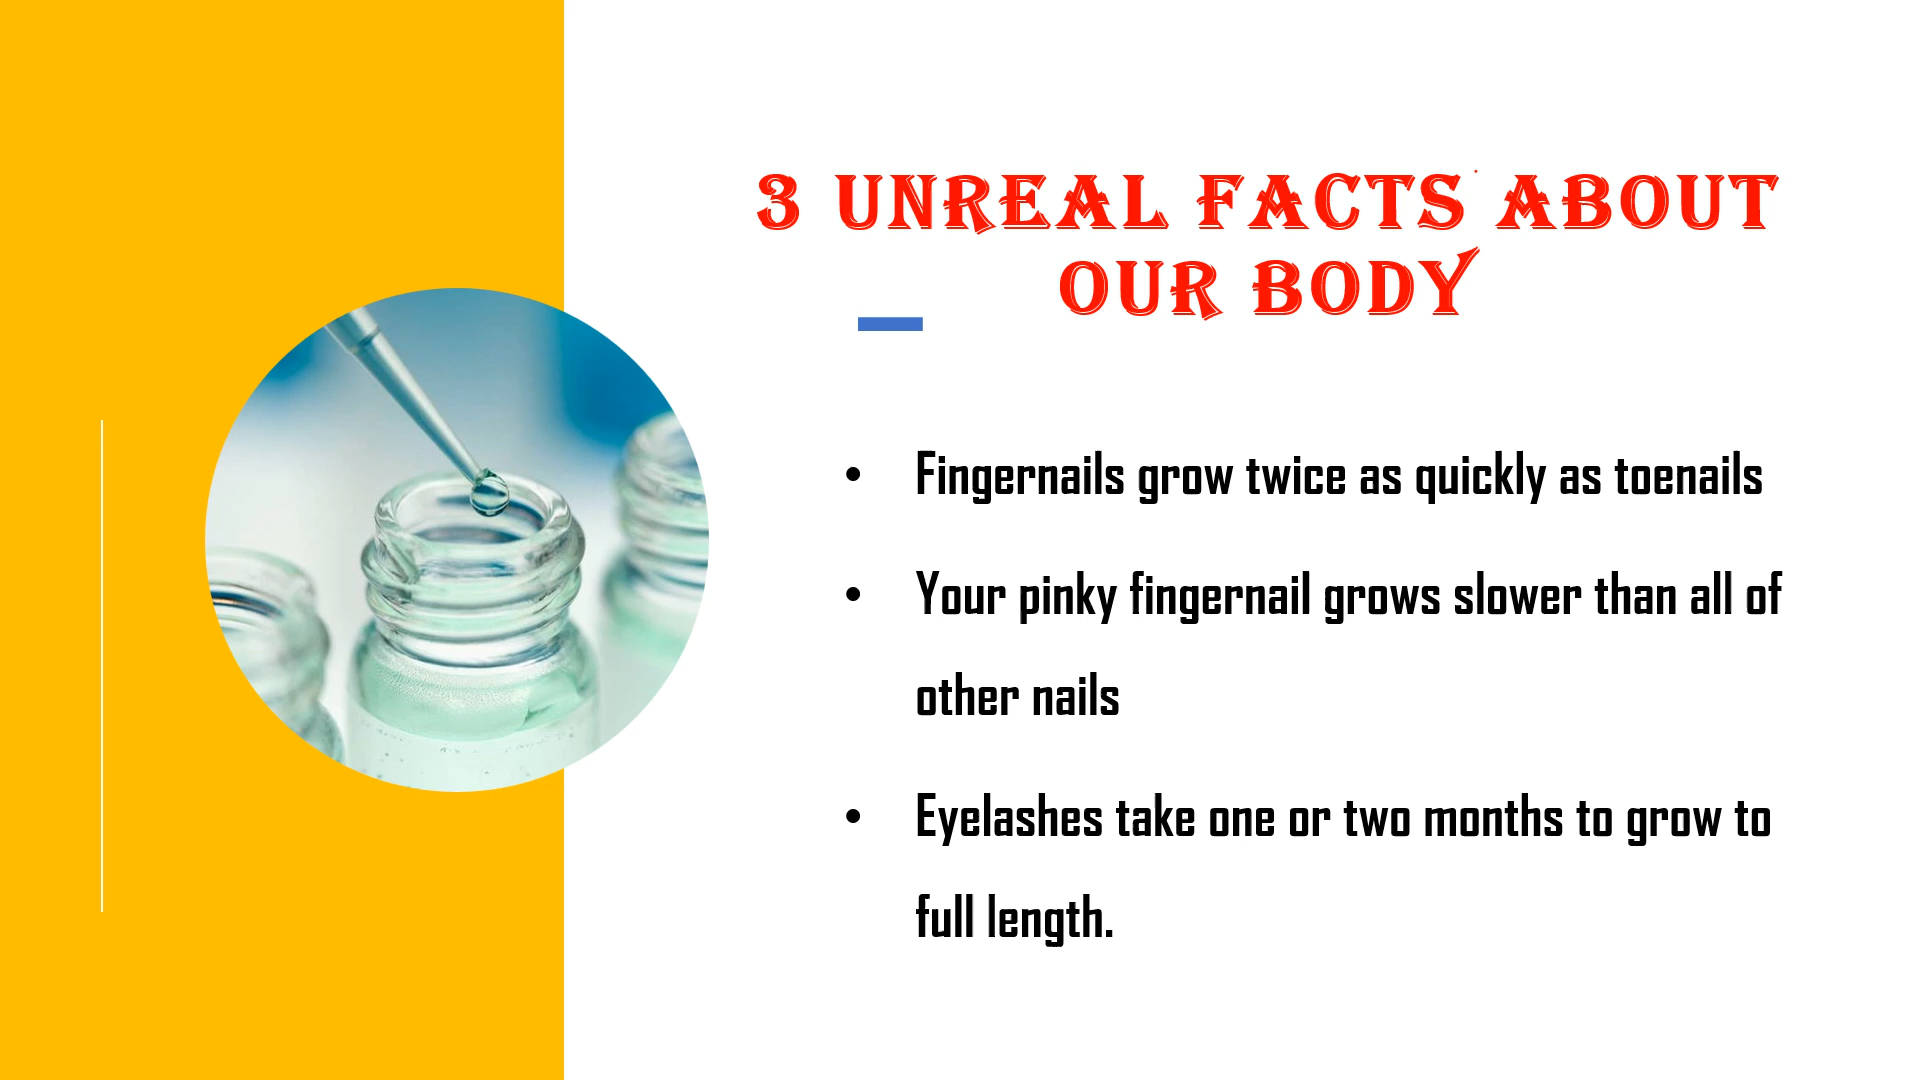 3 UNREAL FACTS ABOUT
OUR BODY
• Fingernails grow twice as quickly as toenails
• Your pinky fingernail grows slower than all of
other nails
• Eyelashes take one or two months to grow to
full length.